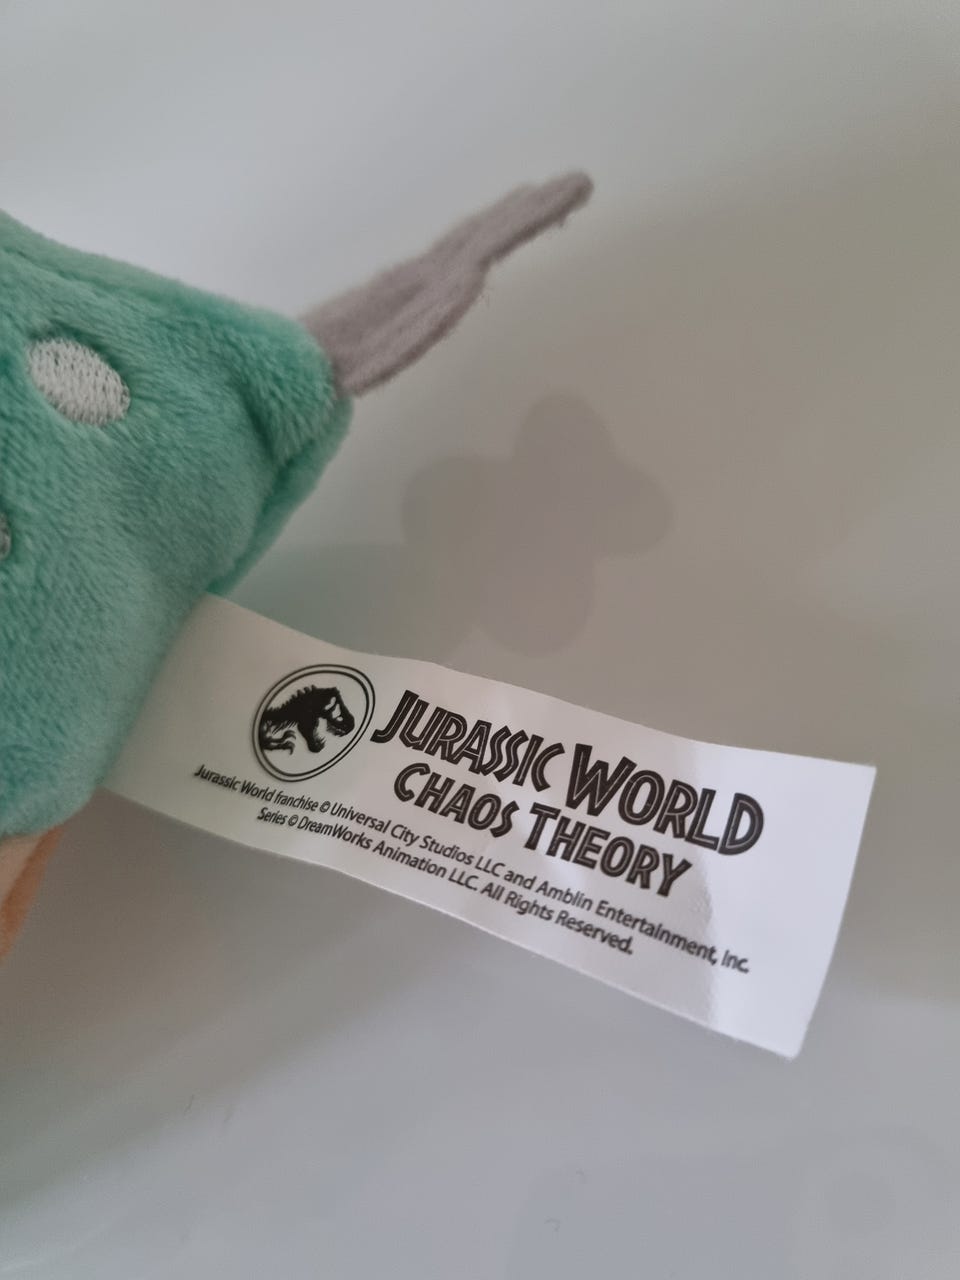 JURASSIC WORLD
CHAOS THEORY
Jurassic World franchise © Universal City Studios LLC and Amblin Entertainment, Inc.
Series © DreamWorks Animation LLC. All Rights Reserved.